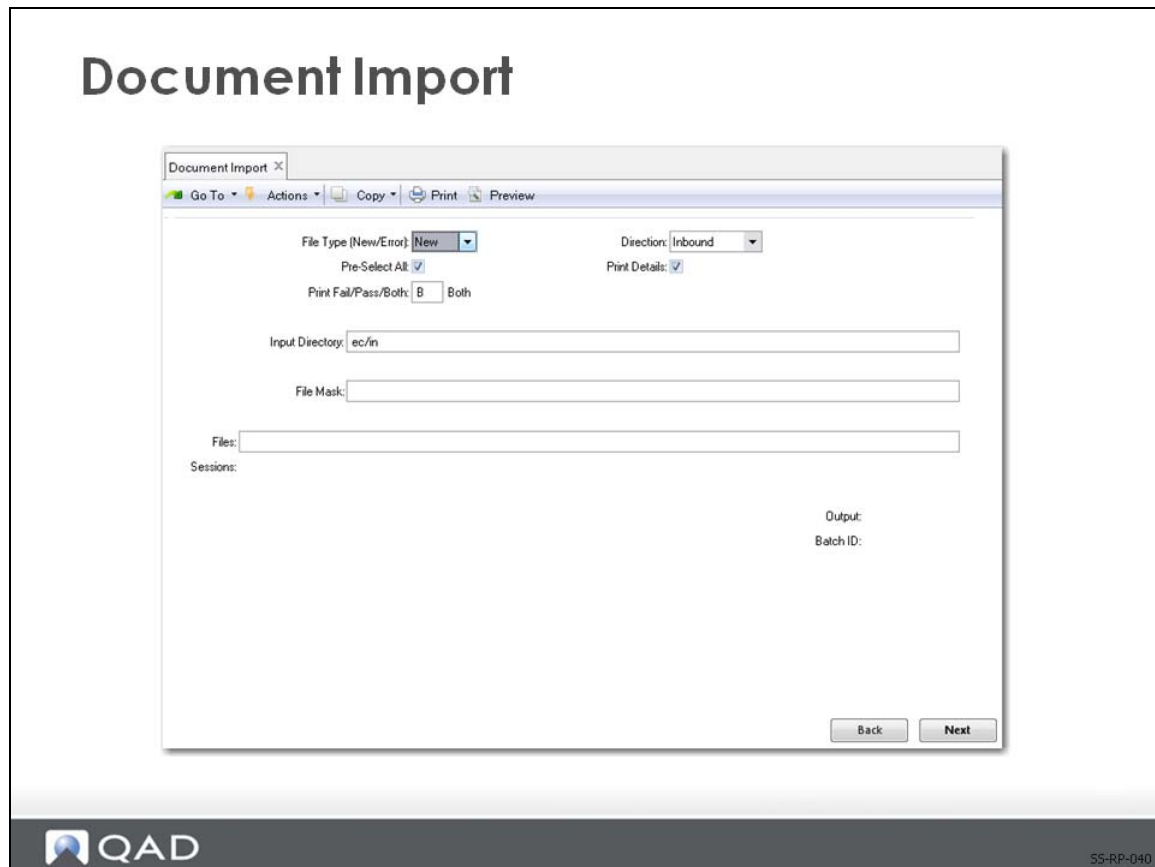 Document Import
Document Import
Go To Actions Copy Print Preview
File Type (New/Error): New Direction: Inbound
Pre-Select All: Print Details:
Print Fail/Pass/Both: B Both
Input Directory: ec/in
File Mask:
Files:
Sessions:
Output:
Batch ID:
Back Next
QAD
SS-RP-040